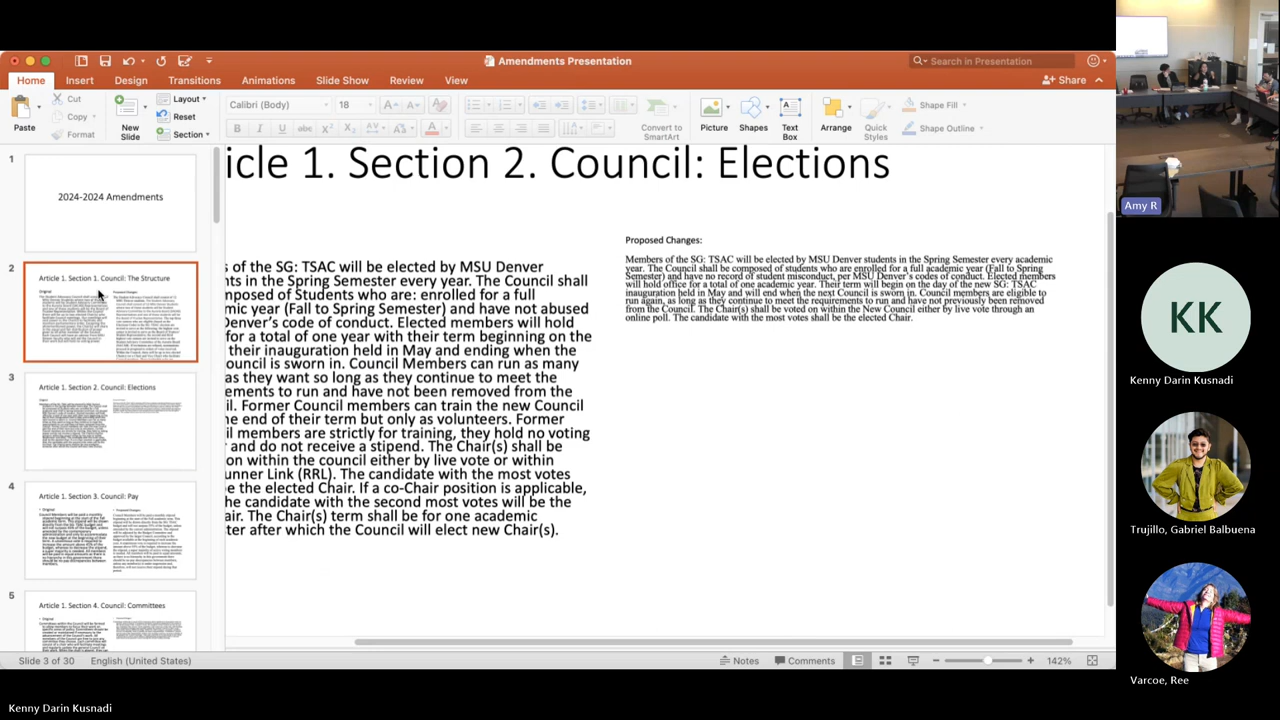 Amendments Presentation
Search in Presentation
Home Insert Design Transitions Animations Slide Show Review View
Share
Paste
Cut
Copy
Format
New Slide
Layout
Reset
Section
Calibri (Body) 18
Convert to SmartArt
Picture
Shapes
Text Box
Arrange
Quick Styles
Shape Fill
Shape Outline
1
2024-2024 Amendments
2
Article 1. Section 1. Council: The Structure
3
Article 1. Section 2. Council: Elections
4
Article 1. Section 3. Council: Pay
5
Article 1. Section 4. Council: Committees
icle 1. Section 2. Council: Elections
s of the SG: TSAC will be elected by MSU Denver
nts in the Spring Semester every year. The Council shall
mposed of Students who are: enrolled for a full
mic year (Fall to Spring Semester) and have not abused
Denver's code of conduct. Elected members will hold
for a total of one year with their term beginning on the
their inauguration held in May and ending when the
ouncil is sworn in. Council Members can run as many
as they want so long as they continue to meet the
ements to run and have not been removed from the
il. Former Council members can train the new Council
he end of their term but only as volunteers. Former
il members are strictly for training, they hold no voting
and do not receive a stipend. The Chair(s) shall be
on within the council either by live vote or within
unner Link (RRL). The candidate with the most votes
e the elected Chair. If a co-Chair position is applicable,
he candidate with the second most votes will be the
air. The Chair(s) term shall be for one academic
ter after which the Council will elect new Chair(s).
Proposed Changes:
Members of the SG: TSAC will be elected by MSU Denver students in the Spring Semester every academic
year. The Council shall be composed of students who are enrolled for a full academic year (Fall to Spring
Semester) and have no record of student misconduct, per MSU Denver's codes of conduct. Elected members
will hold office for a total of one academic year. Their term will begin on the day of the new SG: TSAC
inauguration held in May and will end when the next Council is sworn in. Council members are eligible to
run again, as long as they continue to meet the requirements to run and have not previously been removed
from the Council. The Chair(s) shall be voted on within the New Council either by live vote through an
online poll. The candidate with the most votes shall be elected Chair.
Slide 3 of 30
English (United States)
Notes
Comments
142%
Amy R
KK
Kenny Darin Kusnadi
Trujillo, Gabriel Balbuena
Varcoe, Ree
Kenny Darin Kusnadi